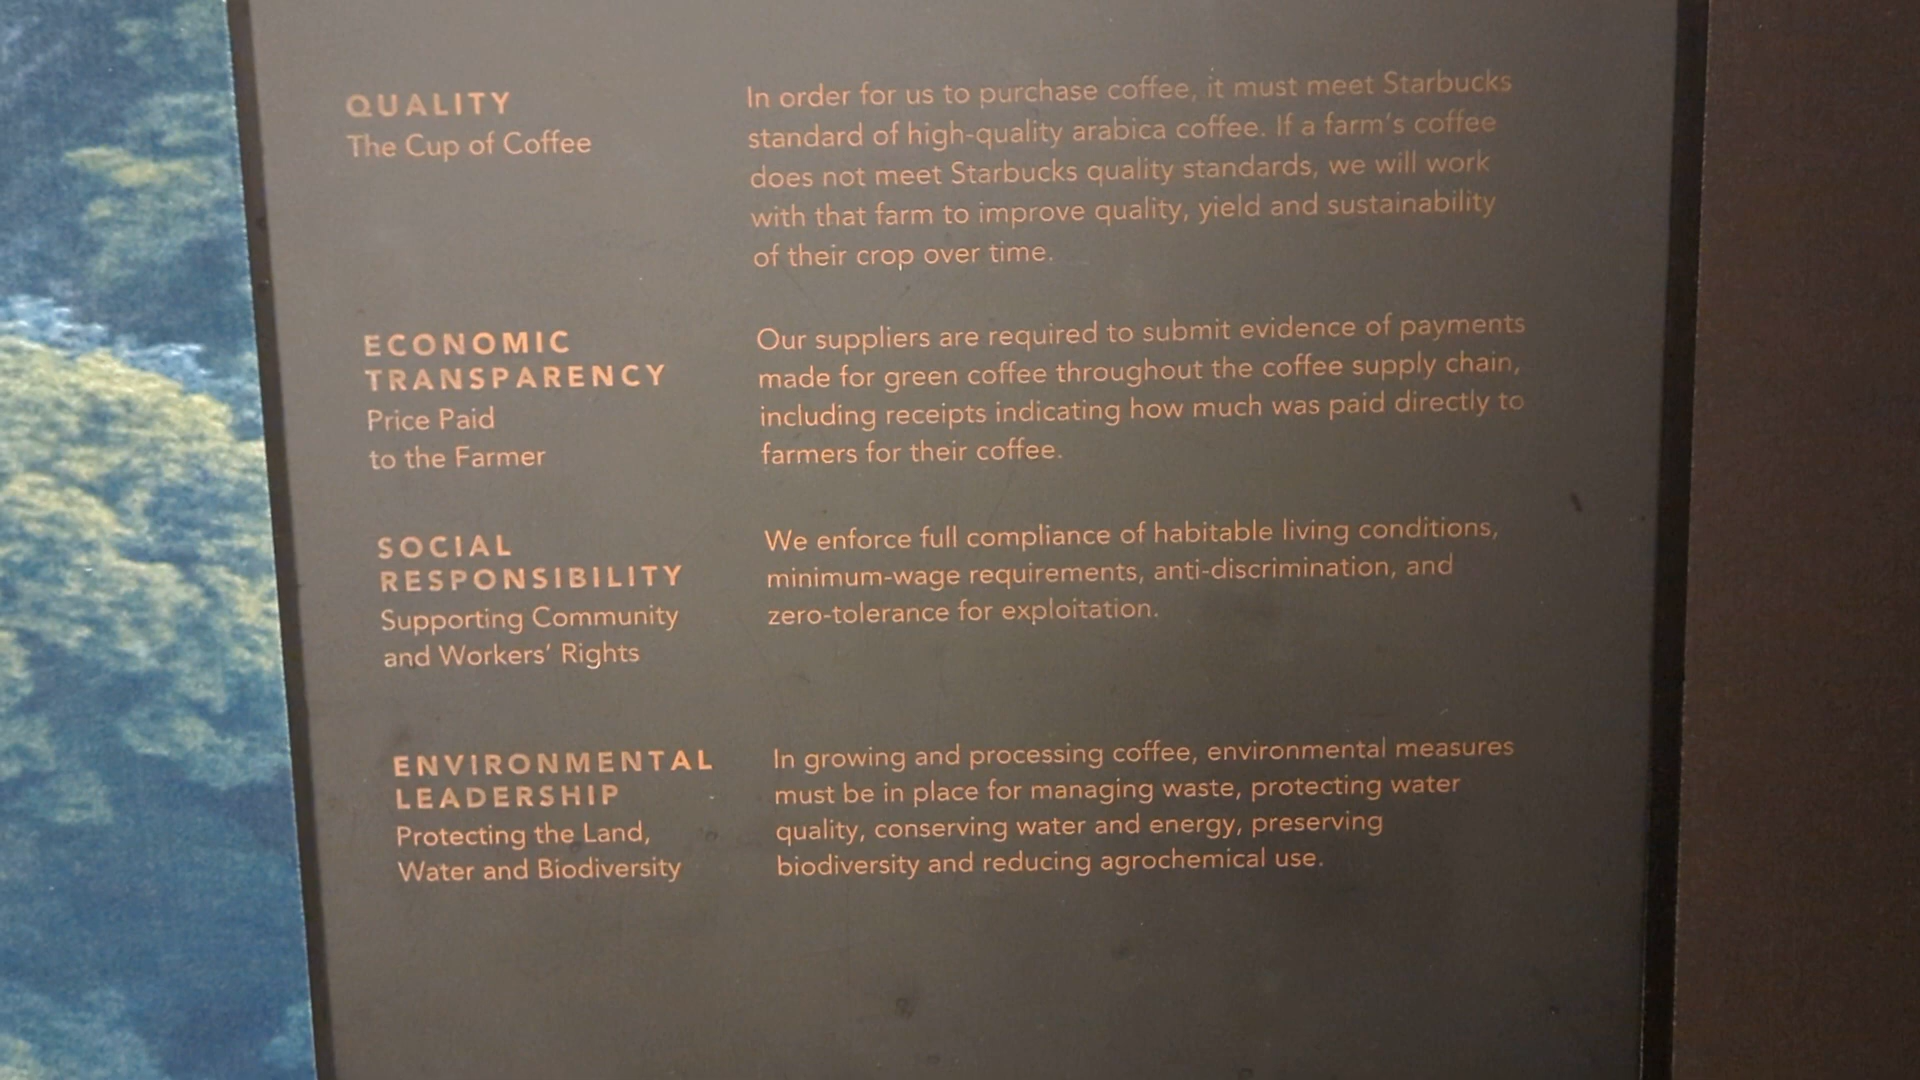 QUALITY
The Cup of Coffee
In order for us to purchase coffee, it must meet Starbucks
standard of high-quality arabica coffee. If a farm's coffee
does not meet Starbucks quality standards, we will work
with that farm to improve quality, yield and sustainability
of their crop over time.
ECONOMIC
TRANSPARENCY
Price Paid
to the Farmer
Our suppliers are required to submit evidence of payments
made for green coffee throughout the coffee supply chain,
including receipts indicating how much was paid directly to
farmers for their coffee.
SOCIAL
RESPONSIBILITY
Supporting Community
and Workers' Rights
We enforce full compliance of habitable living conditions,
minimum-wage requirements, anti-discrimination, and
zero-tolerance for exploitation.
ENVIRONMENTAL
LEADERSHIP
Protecting the Land,
Water and Biodiversity
In growing and processing coffee, environmental measures
must be in place for managing waste, protecting water
quality, conserving water and energy, preserving
biodiversity and reducing agrochemical use.